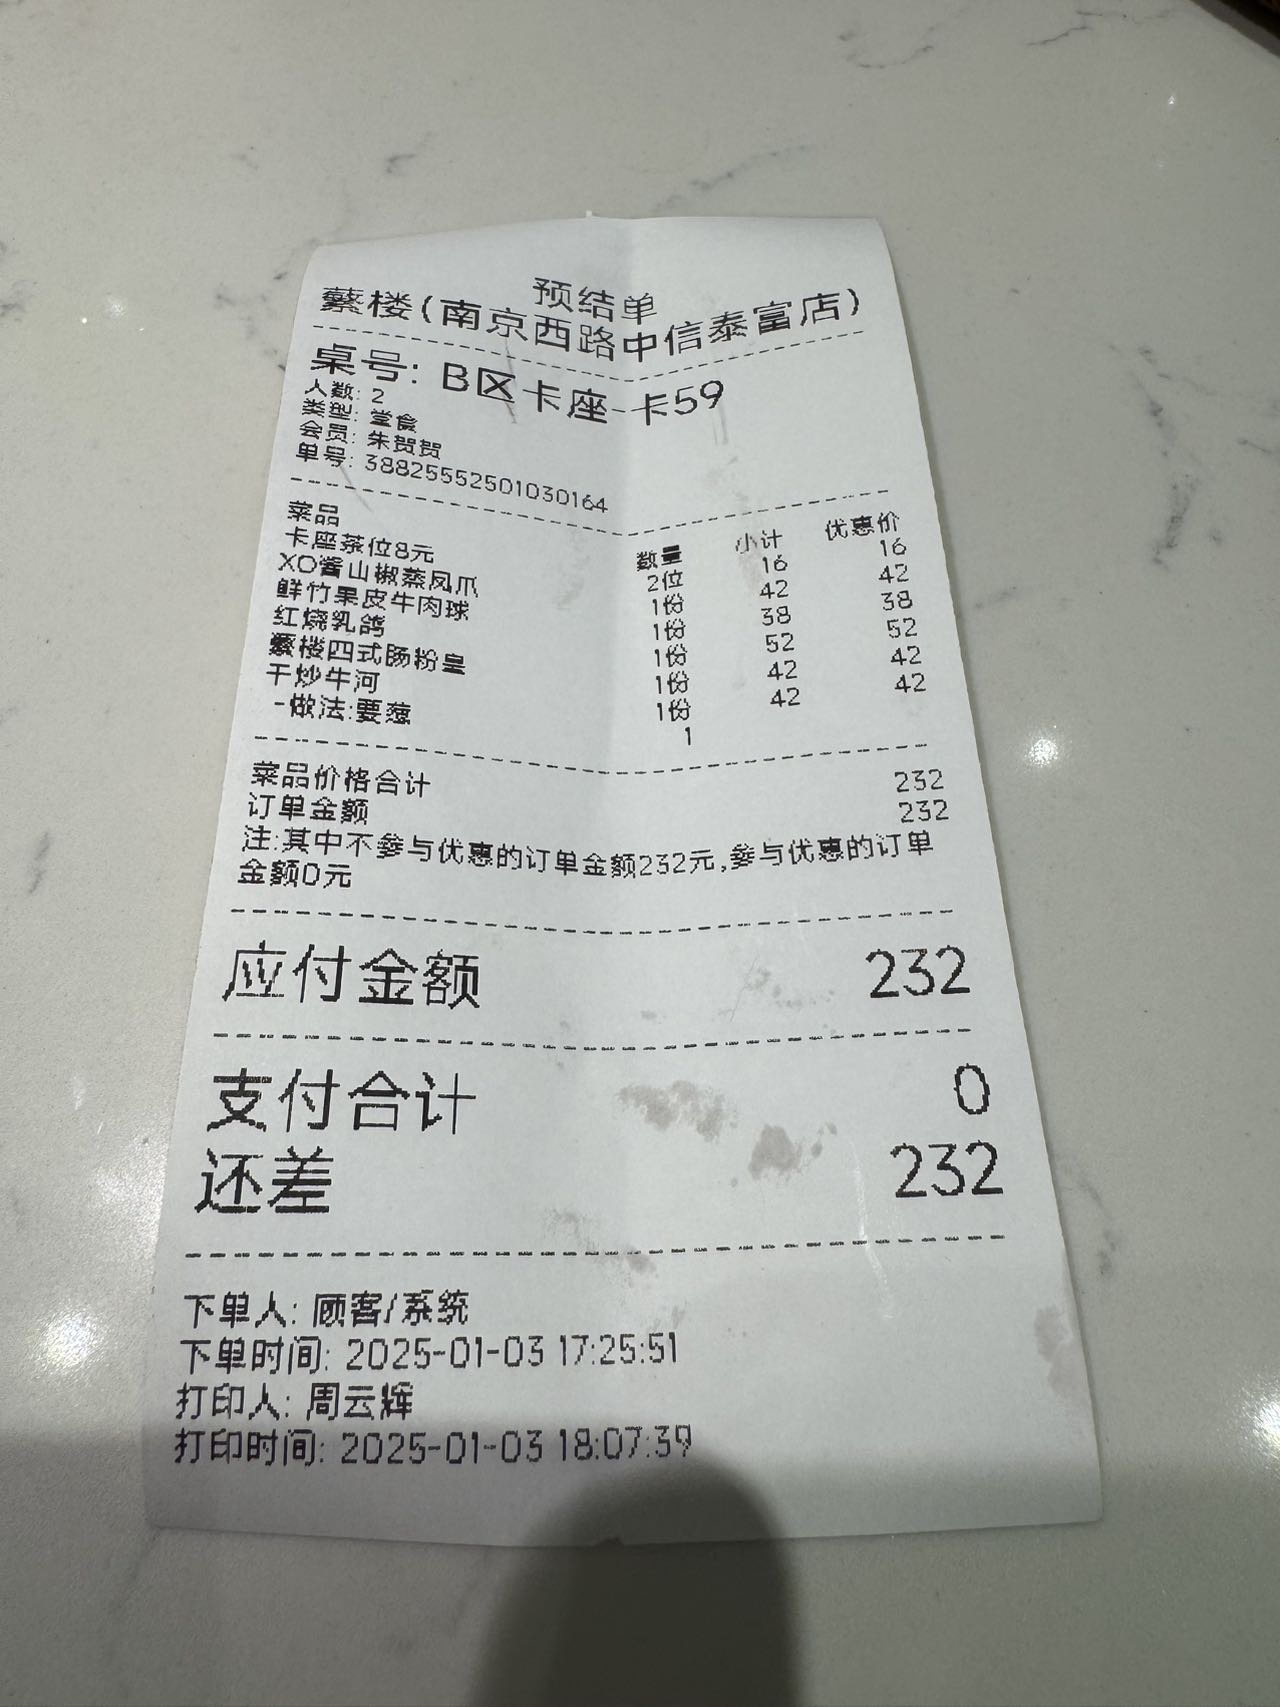 预结单
蘩楼(南京西路中信泰富店)
桌号: B区卡座-卡59
人数: 2
类型: 堂食
会员: 朱贺贺
单号: 38825552501030164
菜品 数量 小计 优惠价
卡座茶位8元 2位 16 16
XO酱山椒蒸凤爪 1份 42 42
鲜竹果皮牛肉球 1份 38 38
红烧乳鸽 1份 52 52
蘩楼四式肠粉皇 1份 42 42
干炒牛河 1份 42 42
-做法:要葱 1
菜品价格合计 232
订单金额 232
注:其中不参与优惠的订单金额232元,参与优惠的订单
金额0元
应付金额 232
支付合计 0
还差 232
下单人: 顾客/系统
下单时间: 2025-01-03 17:25:51
打印人: 周云辉
打印时间: 2025-01-03 18:07:39